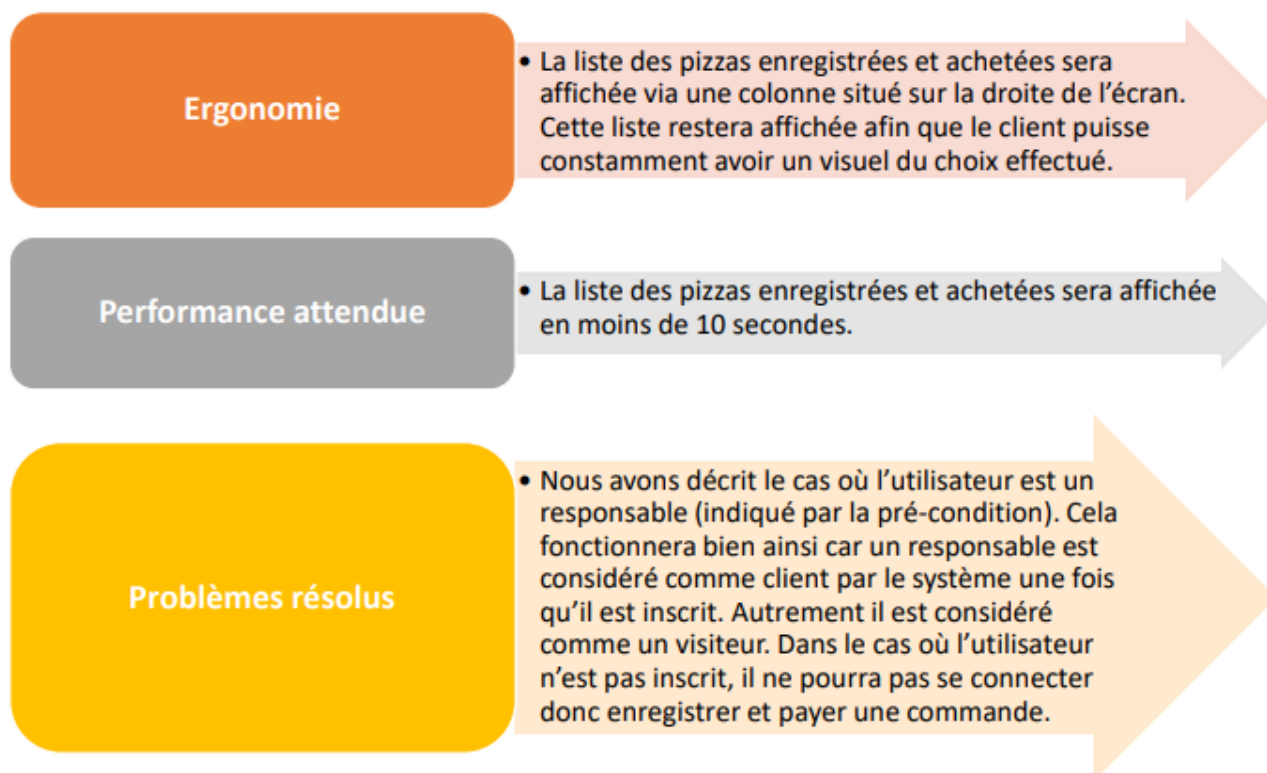 Ergonomie
• La liste des pizzas enregistrées et achetées sera
affichée via une colonne situé sur la droite de l’écran.
Cette liste restera affichée afin que le client puisse
constamment avoir un visuel du choix effectué.
Performance attendue
• La liste des pizzas enregistrées et achetées sera affichée
en moins de 10 secondes.
Problèmes résolus
• Nous avons décrit le cas où l’utilisateur est un
responsable (indiqué par la pré-condition). Cela
fonctionnera bien ainsi car un responsable est
considéré comme client par le système une fois
qu’il est inscrit. Autrement il est considéré
comme un visiteur. Dans le cas où l’utilisateur
n’est pas inscrit, il ne pourra pas se connecter
donc enregistrer et payer une commande.